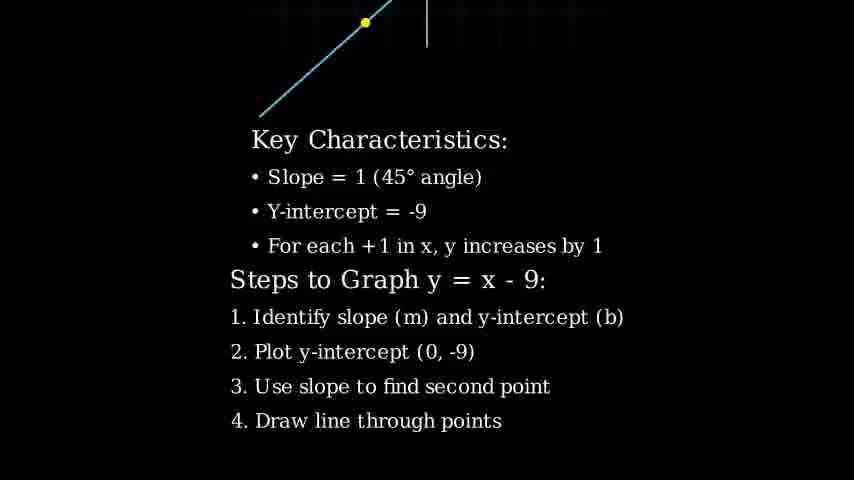 Key Characteristics:
• Slope = 1 (45° angle)
• Y-intercept = -9
• For each +1 in x, y increases by 1
Steps to Graph y = x - 9:
1. Identify slope (m) and y-intercept (b)
2. Plot y-intercept (0, -9)
3. Use slope to find second point
4. Draw line through points